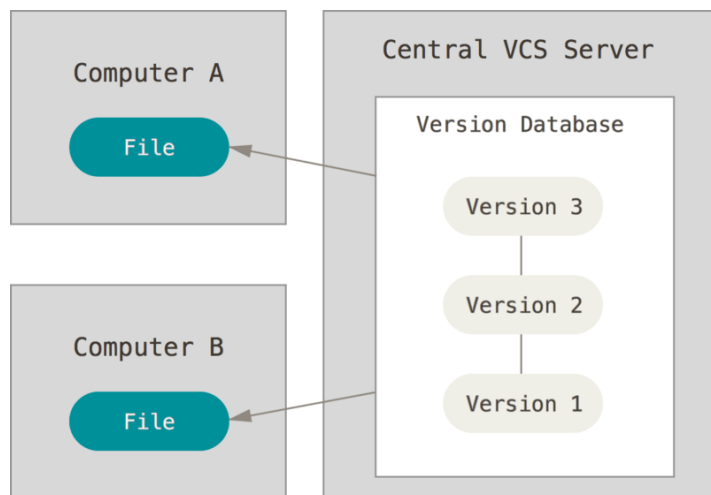 Computer A
File
Computer B
File
Central VCS Server
Version Database
Version 3
Version 2
Version 1